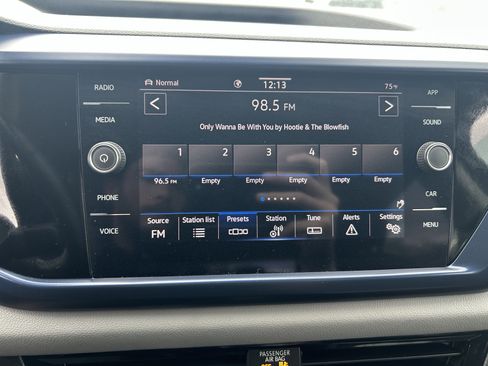 Normal 12:13 75°F
RADIO
MEDIA
PHONE
VOICE
< 98.5 FM >
Only Wanna Be With You by Hootie & The Blowfish
1 2 3 4 5 6
96.5 FM Empty Empty Empty Empty Empty
Source Station list Presets Station Tune Alerts Settings
FM
APP
SOUND
CAR
MENU
PASSENGER
AIR BAG
OFF